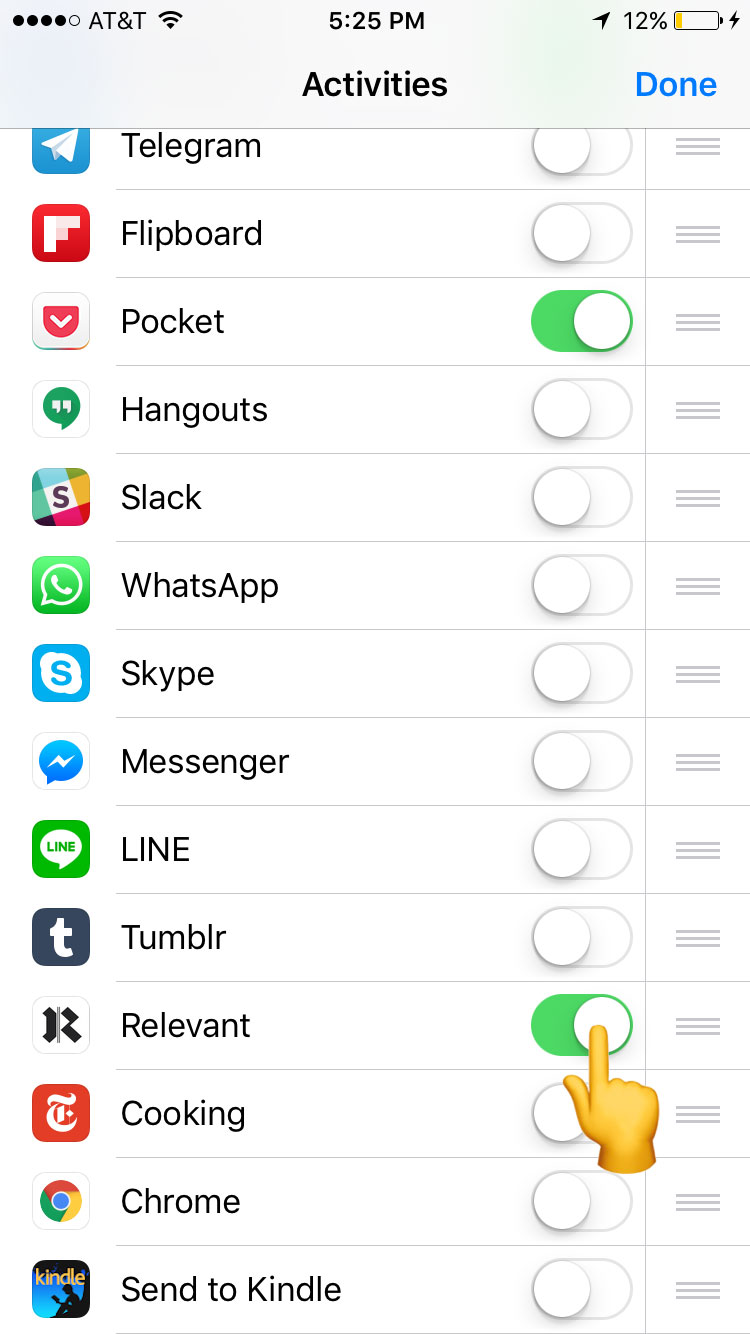 AT&T 5:25 PM 12%
Activities Done
Telegram
Flipboard
Pocket
Hangouts
S Slack
WhatsApp
S Skype
Messenger
LINE LINE
t Tumblr
R Relevant
T Cooking
Chrome
kindle Send to Kindle